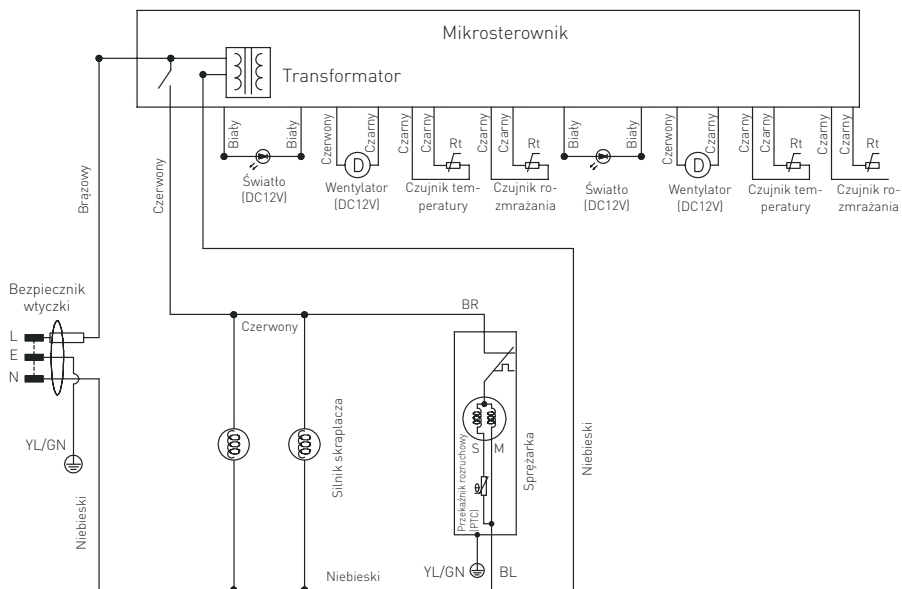 Mikrosterownik
Transformator
Biały
Biały
Czerwony
Czarny
Czarny
Czarny
Czarny
Czarny
Biały
Biały
Czerwony
Czarny
Czarny
Czarny
Czarny
Czarny
Rt
Rt
Rt
Rt
D
D
Światło
(DC12V)
Wentylator
(DC12V)
Czujnik tem-
peratury
Czujnik ro-
zmrażania
Światło
(DC12V)
Wentylator
(DC12V)
Czujnik tem-
peratury
Czujnik ro-
zmrażania
Brązowy
Czerwony
Bezpiecznik
wtyczki
L
E
N
YL/GN
Niebieski
Czerwony
BR
Silnik skraplacza
S
M
Przekaźnik rozruchowy
(PTC)
Sprężarka
Niebieski
Niebieski
YL/GN
BL